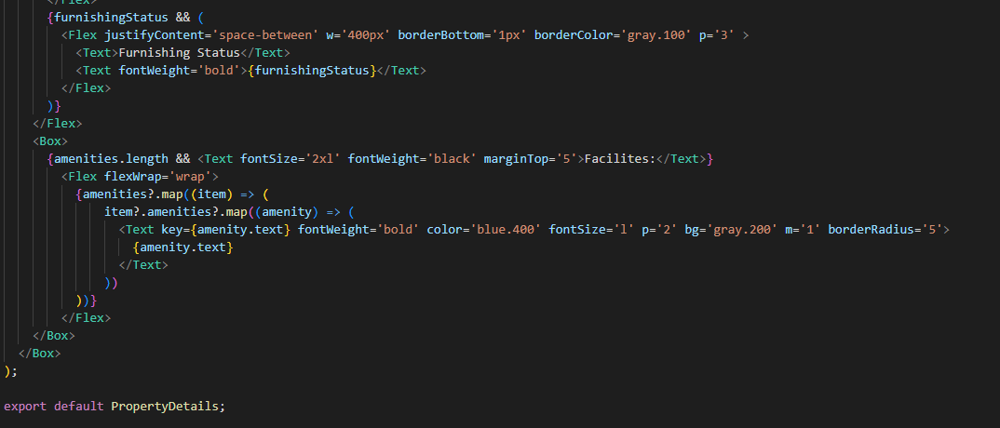 </Flex>
{furnishingStatus && (
<Flex justifyContent='space-between' w='400px' borderBottom='1px' borderColor='gray.100' p='3' >
<Text>Furnishing Status</Text>
<Text fontWeight='bold'>{furnishingStatus}</Text>
</Flex>
)}
</Flex>
<Box>
{amenities.length && <Text fontSize='2xl' fontWeight='black' marginTop='5'>Facilites:</Text>}
<Flex flexWrap='wrap'>
{amenities?.map((item) => (
item?.amenities?.map((amenity) => (
<Text key={amenity.text} fontWeight='bold' color='blue.400' fontSize='l' p='2' bg='gray.200' m='1' borderRadius='5'>
{amenity.text}
</Text>
))
))}
</Flex>
</Box>
</Box>
);
export default PropertyDetails;